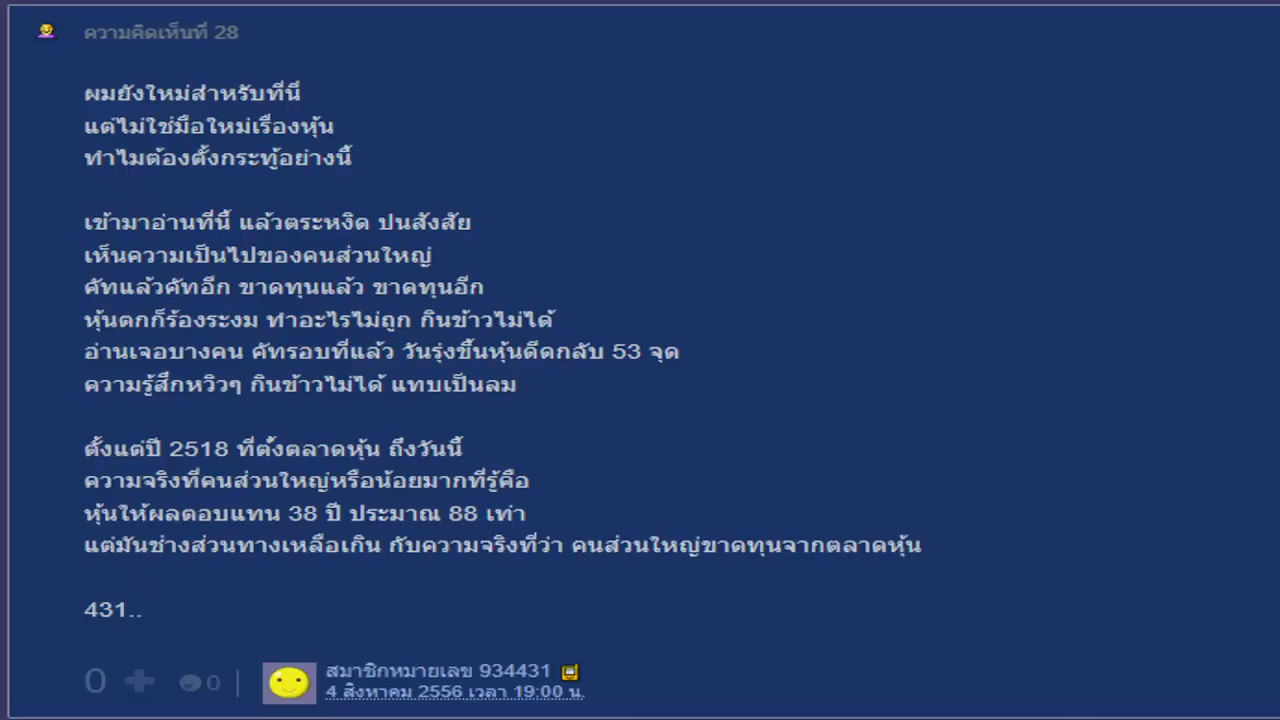 ความคิดเห็นที่ 28
ผมยังใหม่สำหรับที่นี่
แต่ไม่ใช่มือใหม่เรื่องหุ้น
ทำไมต้องตั้งกระทู้อย่างนี้
เข้ามาอ่านที่นี้ แล้วตระหงิด ปนสังสัย
เห็นความเป็นไปของคนส่วนใหญ่
คัทแล้วคัทอีก ขาดทุนแล้ว ขาดทุนอีก
หุ้นตกก็ร้องระงม ทำอะไรไม่ถูก กินข้าวไม่ได้
อ่านเจอบางคน คัทรอบที่แล้ว วันรุ่งขึ้นหุ้นดีดกลับ 53 จุด
ความรู้สึกหวิวๆ กินข้าวไม่ได้ แทบเป็นลม
ตั้งแต่ปี 2518 ที่ตั้งตลาดหุ้น ถึงวันนี้
ความจริงที่คนส่วนใหญ่หรือน้อยมากที่รู้คือ
หุ้นให้ผลตอบแทน 38 ปี ประมาณ 88 เท่า
แต่มันช่างส่วนทางเหลือเกิน กับความจริงที่ว่า คนส่วนใหญ่ขาดทุนจากตลาดหุ้น
431..
0 0 |
สมาชิกหมายเลข 934431
4 สิงหาคม 2556 เวลา 19:00 น.